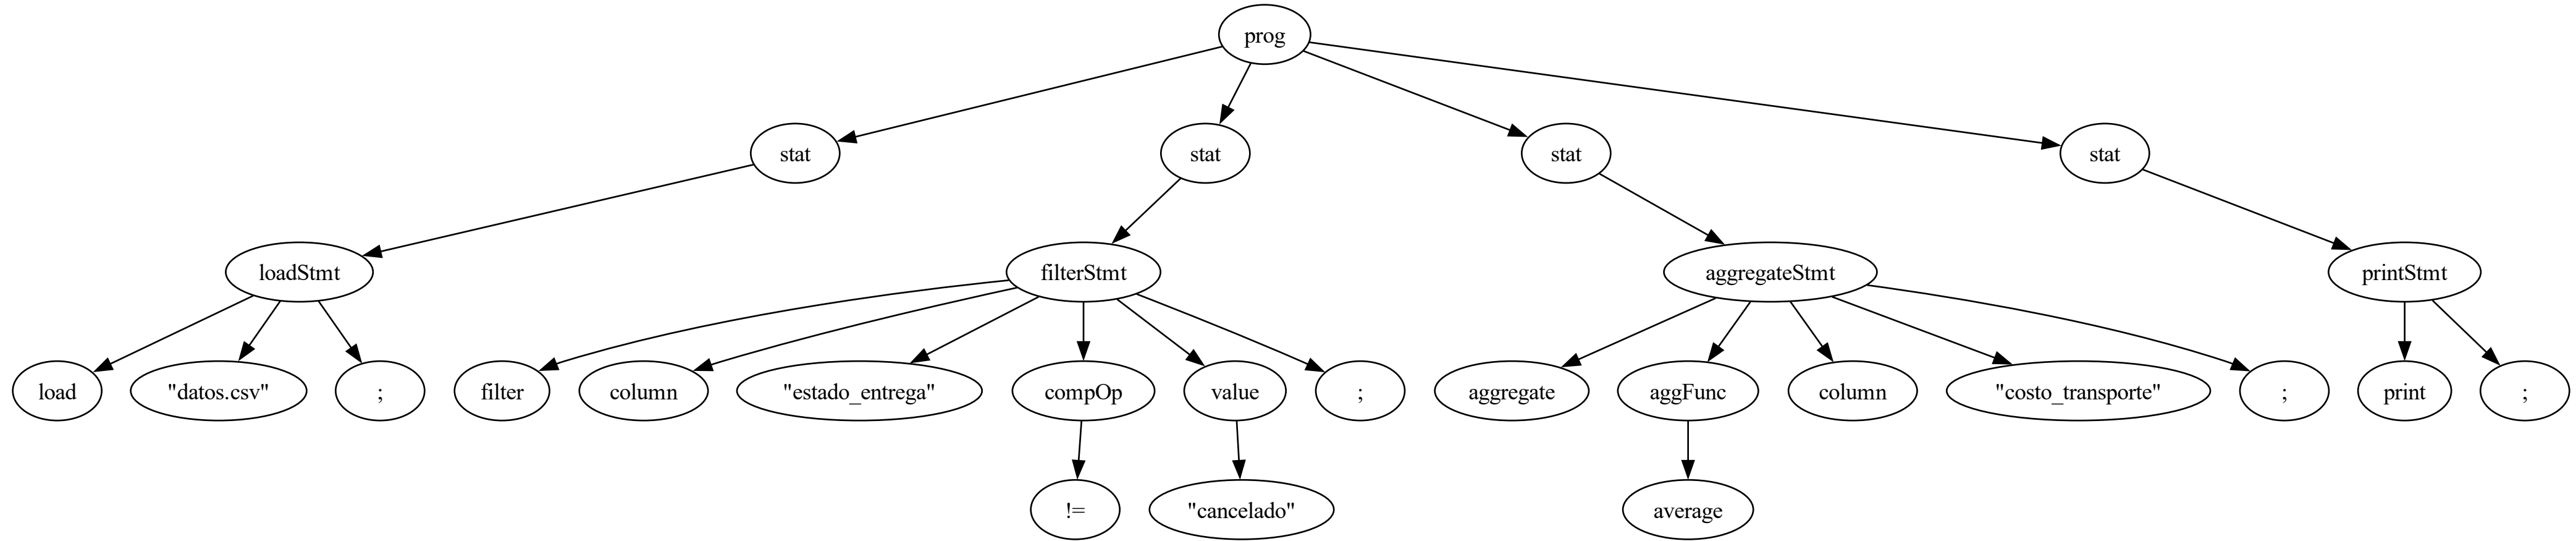 prog
stat stat stat stat
loadStmt filterStmt aggregateStmt printStmt
load "datos.csv" ; filter column "estado_entrega" compOp value ; aggregate aggFunc column "costo_transporte" ; print ;
!= "cancelado" average